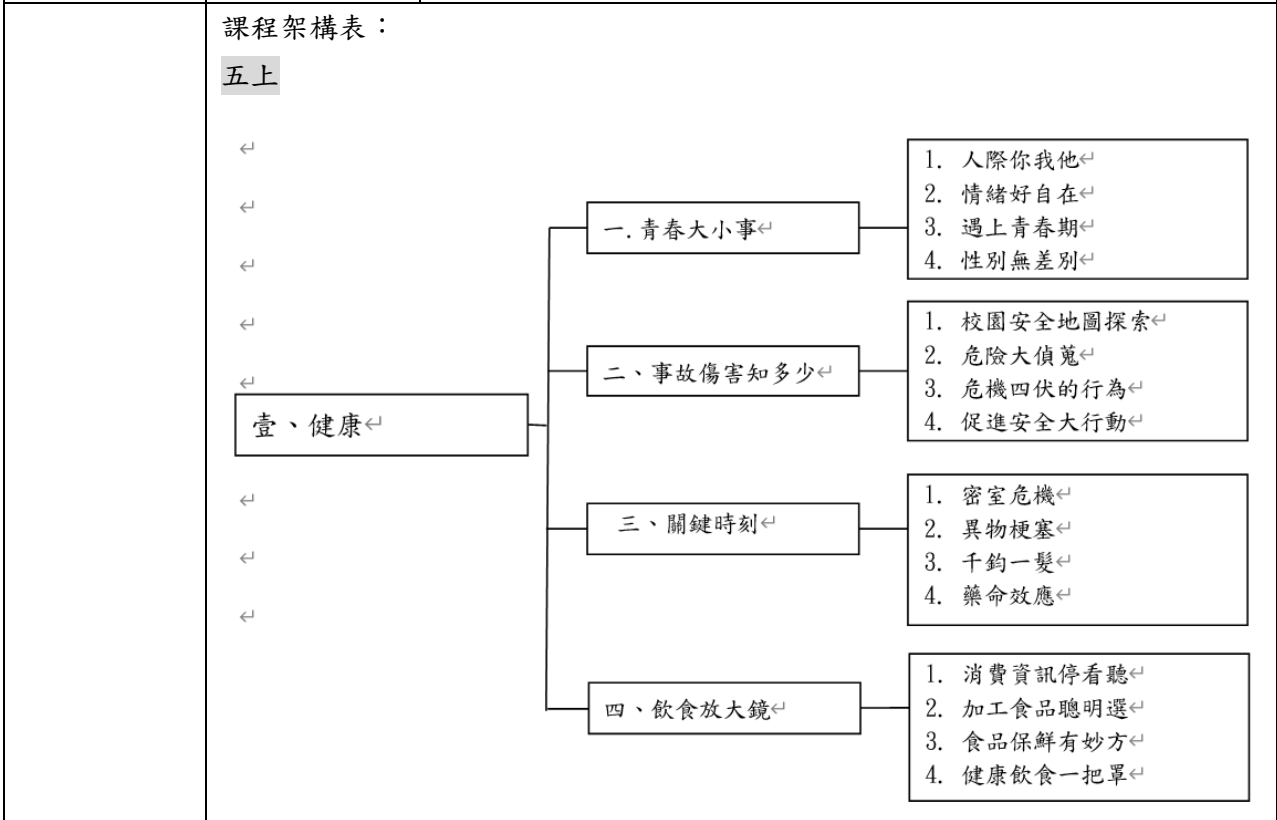 課程架構表：
五上
壹、健康
一.青春大小事
1. 人際你我他
2. 情緒好自在
3. 遇上青春期
4. 性別無差別
二、事故傷害知多少
1. 校園安全地圖探索
2. 危險大偵蒐
3. 危機四伏的行為
4. 促進安全大行動
三、關鍵時刻
1. 密室危機
2. 異物梗塞
3. 千鈞一髮
4. 藥命效應
四、飲食放大鏡
1. 消費資訊停看聽
2. 加工食品聰明選
3. 食品保鮮有妙方
4. 健康飲食一把罩